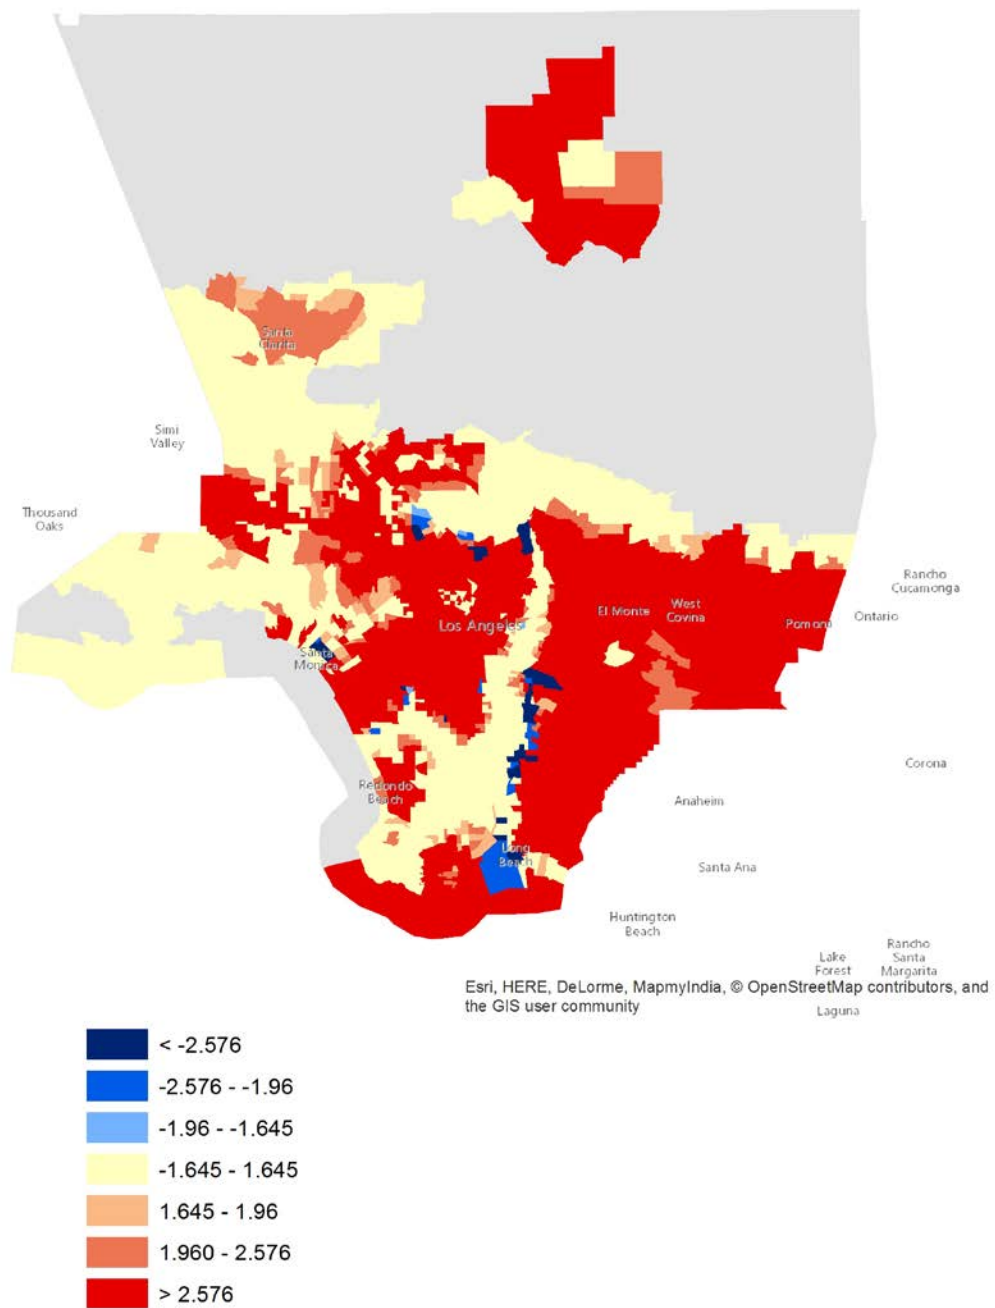 Santa
Clarita
Simi
Valley
Thousand
Oaks
Rancho
Cucamonga
El Monte
West
Covina
Los Angeles
Pomona
Ontario
Santa
Monica
Corona
Redondo
Beach
Anaheim
Long
Beach
Santa Ana
Huntington
Beach
Lake
Forest
Rancho
Santa
Margarita
Esri, HERE, DeLorme, MapmyIndia, © OpenStreetMap contributors, and
the GIS user community
Laguna
< -2.576
-2.576 - -1.96
-1.96 - -1.645
-1.645 - 1.645
1.645 - 1.96
1.960 - 2.576
> 2.576